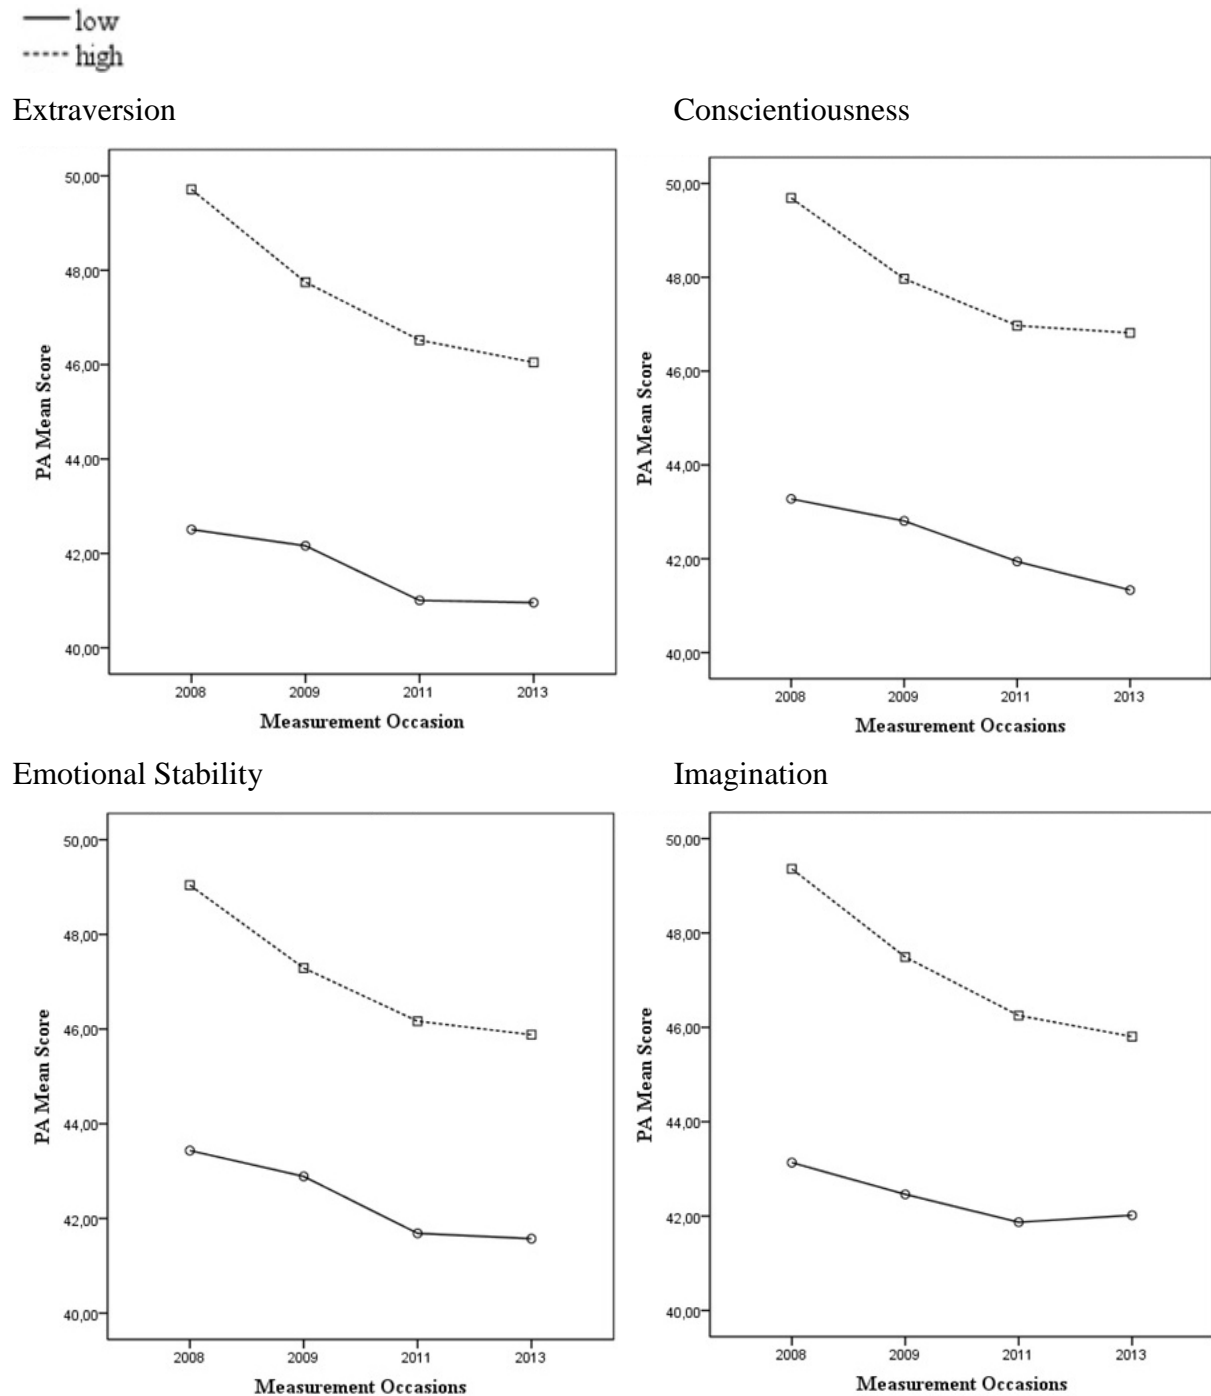 low
high
Extraversion
50,00
48,00
46,00
44,00
42,00
40,00
PA Mean Score
2008 2009 2011 2013
Measurement Occasion
Conscientiousness
50,00
48,00
46,00
44,00
42,00
40,00
PA Mean Score
2008 2009 2011 2013
Measurement Occasions
Emotional Stability
50,00
48,00
46,00
44,00
42,00
40,00
PA Mean Score
2008 2009 2011 2013
Measurement Occasions
Imagination
50,00
48,00
46,00
44,00
42,00
40,00
PA Mean Score
2008 2009 2011 2013
Measurement Occasions